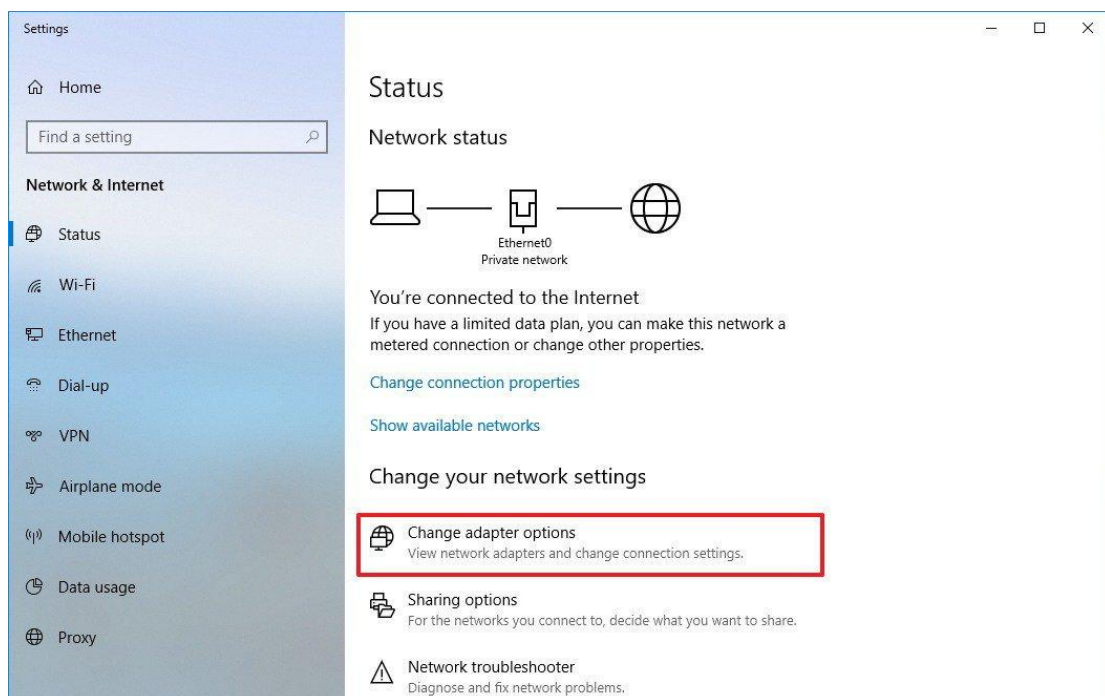 Settings
Home
Find a setting
Network & Internet
Status
Wi-Fi
Ethernet
Dial-up
VPN
Airplane mode
Mobile hotspot
Data usage
Proxy
Status
Network status
Ethernet0
Private network
You're connected to the Internet
If you have a limited data plan, you can make this network a
metered connection or change other properties.
Change connection properties
Show available networks
Change your network settings
Change adapter options
View network adapters and change connection settings.
Sharing options
For the networks you connect to, decide what you want to share.
Network troubleshooter
Diagnose and fix network problems.